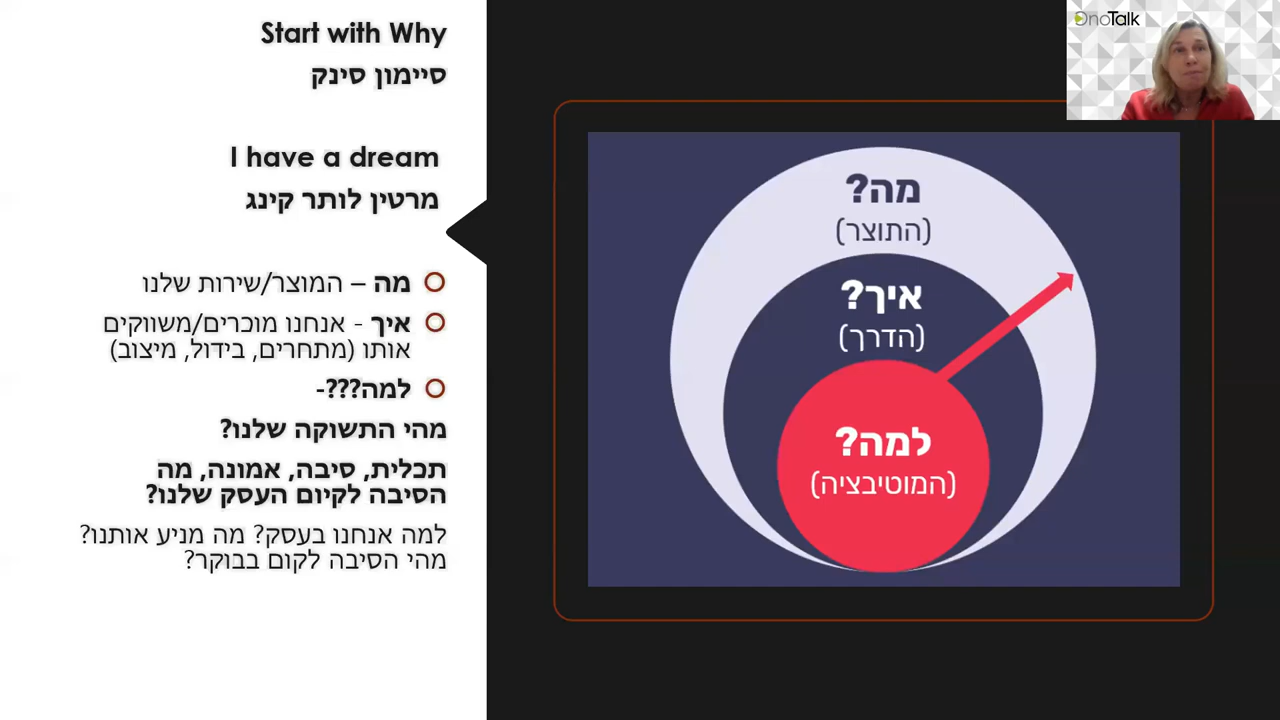 Start with Why
סיימון סינק
I have a dream
מרטין לותר קינג
מה – המוצר/שירות שלנו
איך - אנחנו מוכרים/משווקים
אותו (מתחרים, בידול, מיצוב)
למה???-
מהי התשוקה שלנו?
תכלית, סיבה, אמונה, מה
הסיבה לקיום העסק שלנו?
למה אנחנו בעסק? מה מניע אותנו?
מהי הסיבה לקום בבוקר?
מה?
(התוצר)
איך?
(הדרך)
למה?
(המוטיבציה)
OnoTalk